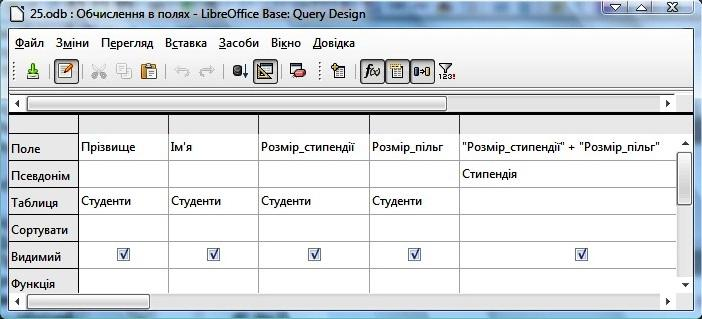 25.odb : Обчислення в полях - LibreOffice Base: Query Design
Файл Зміни Перегляд Вставка Засоби Вікно Довідка
f(x) 123!
Поле Прізвище Ім'я Розмір_стипендії Розмір_пільг "Розмір_стипендії" + "Розмір_пільг"
Псевдонім Стипендія
Таблиця Студенти Студенти Студенти Студенти
Сортувати
Видимий
Функція